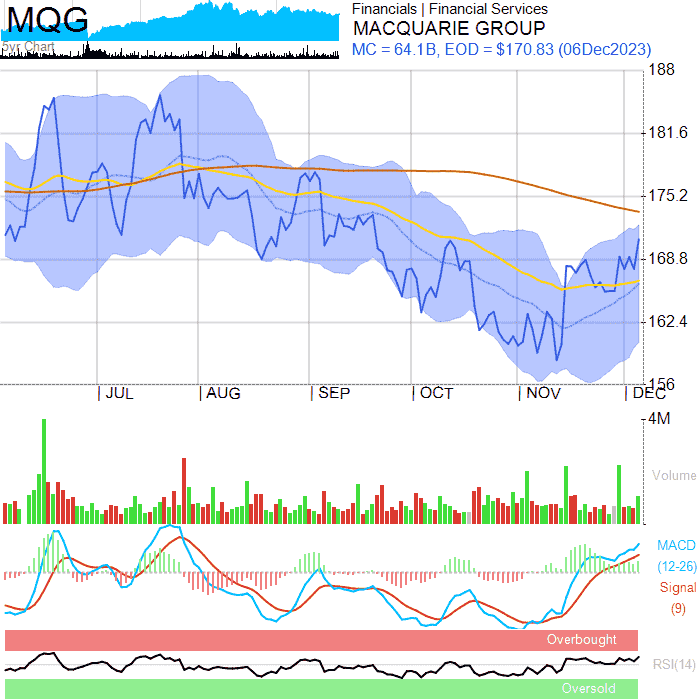 MQG
5yr Chart
Financials | Financial Services
MACQUARIE GROUP
MC = 64.1B, EOD = $170.83 (06Dec2023)
188
181.6
175.2
168.8
162.4
156
JUL AUG SEP OCT NOV DEC
4M
Volume
MACD
(12-26)
Signal
(9)
Overbought
RSI(14)
Oversold